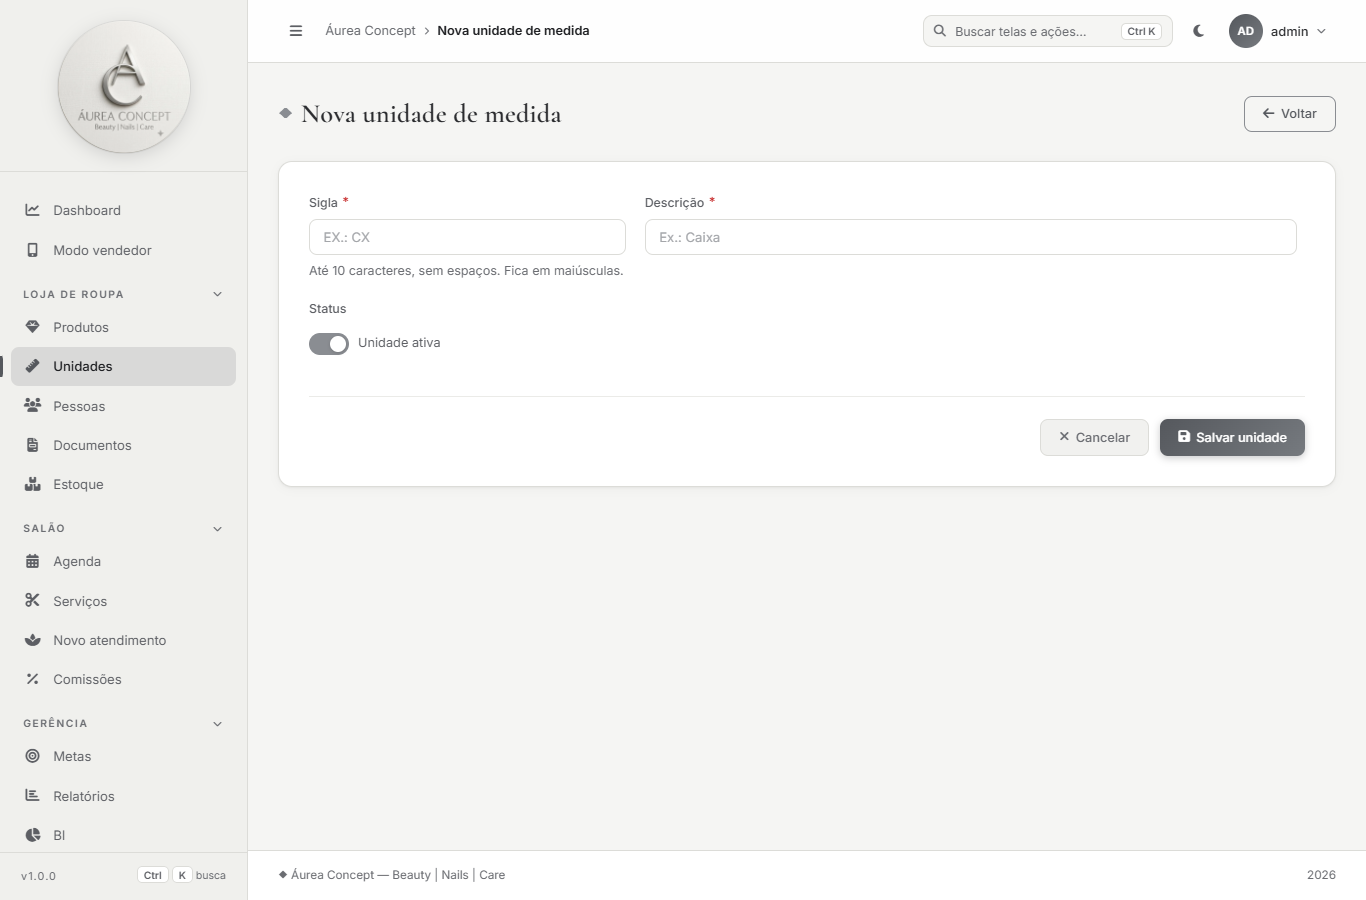 ÁUREA CONCEPT
Beauty | Nails | Care
Dashboard
Modo vendedor
LOJA DE ROUPA
Produtos
Unidades
Pessoas
Documentos
Estoque
SALÃO
Agenda
Serviços
Novo atendimento
Comissões
GERÊNCIA
Metas
Relatórios
BI
v1.0.0
Ctrl K busca
Áurea Concept › Nova unidade de medida
Buscar telas e ações... Ctrl K
AD admin
Nova unidade de medida
Voltar
Sigla * Descrição *
EX.: CX Ex.: Caixa
Até 10 caracteres, sem espaços. Fica em maiúsculas.
Status
Unidade ativa
Cancelar Salvar unidade
Áurea Concept — Beauty | Nails | Care 2026